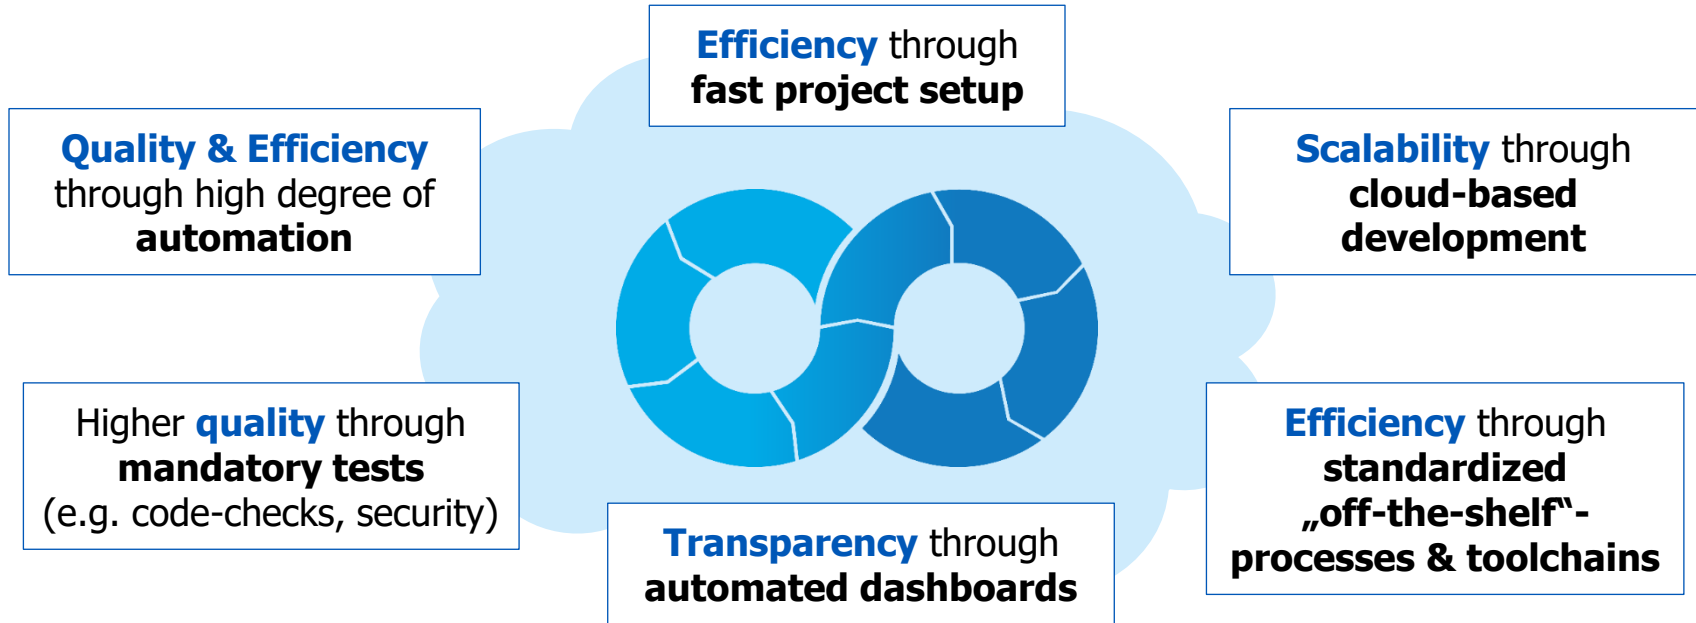 Efficiency through
fast project setup
Quality & Efficiency
through high degree of
automation
Scalability through
cloud-based
development
Higher quality through
mandatory tests
(e.g. code-checks, security)
Efficiency through
standardized
„off-the-shelf“-
processes & toolchains
Transparency through
automated dashboards